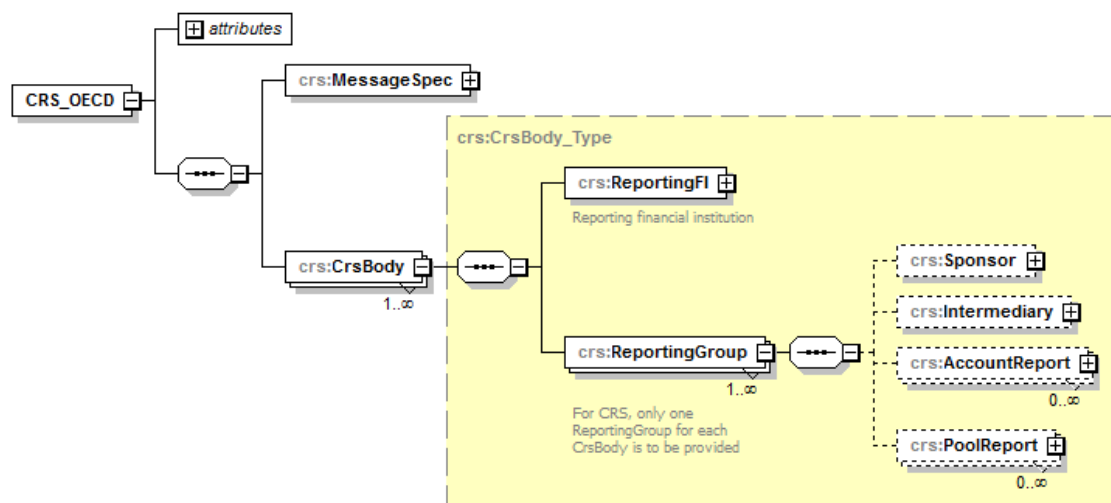 attributes
CRS_OECD
crs:MessageSpec
crs:CrsBody_Type
crs:ReportingFI
Reporting financial institution
crs:CrsBody
1..∞
crs:Sponsor
crs:Intermediary
crs:ReportingGroup
1..∞
crs:AccountReport
0..∞
For CRS, only one
ReportingGroup for each
CrsBody is to be provided
crs:PoolReport
0..∞